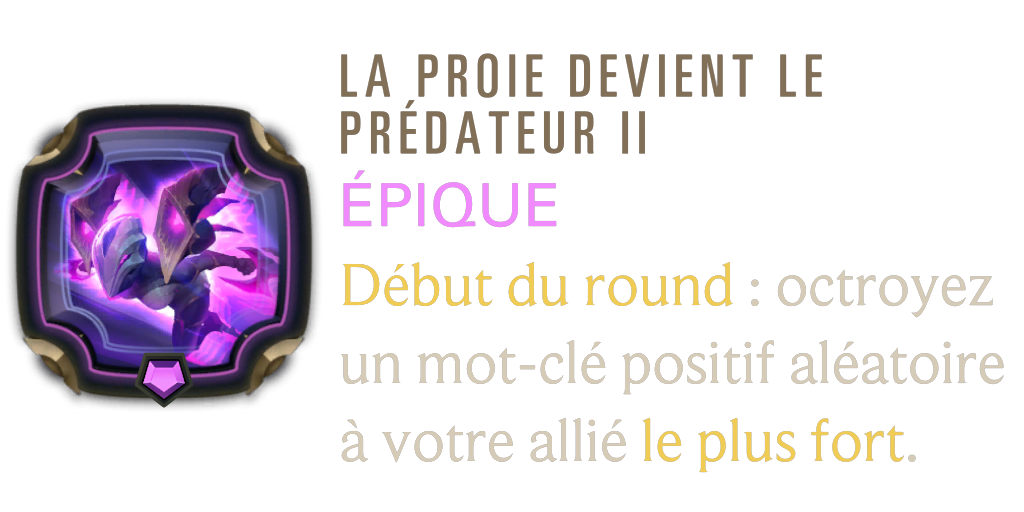 LA PROIE DEVIENT LE
PRÉDATEUR II
ÉPIQUE
Début du round : octroyez
un mot-clé positif aléatoire
à votre allié le plus fort.